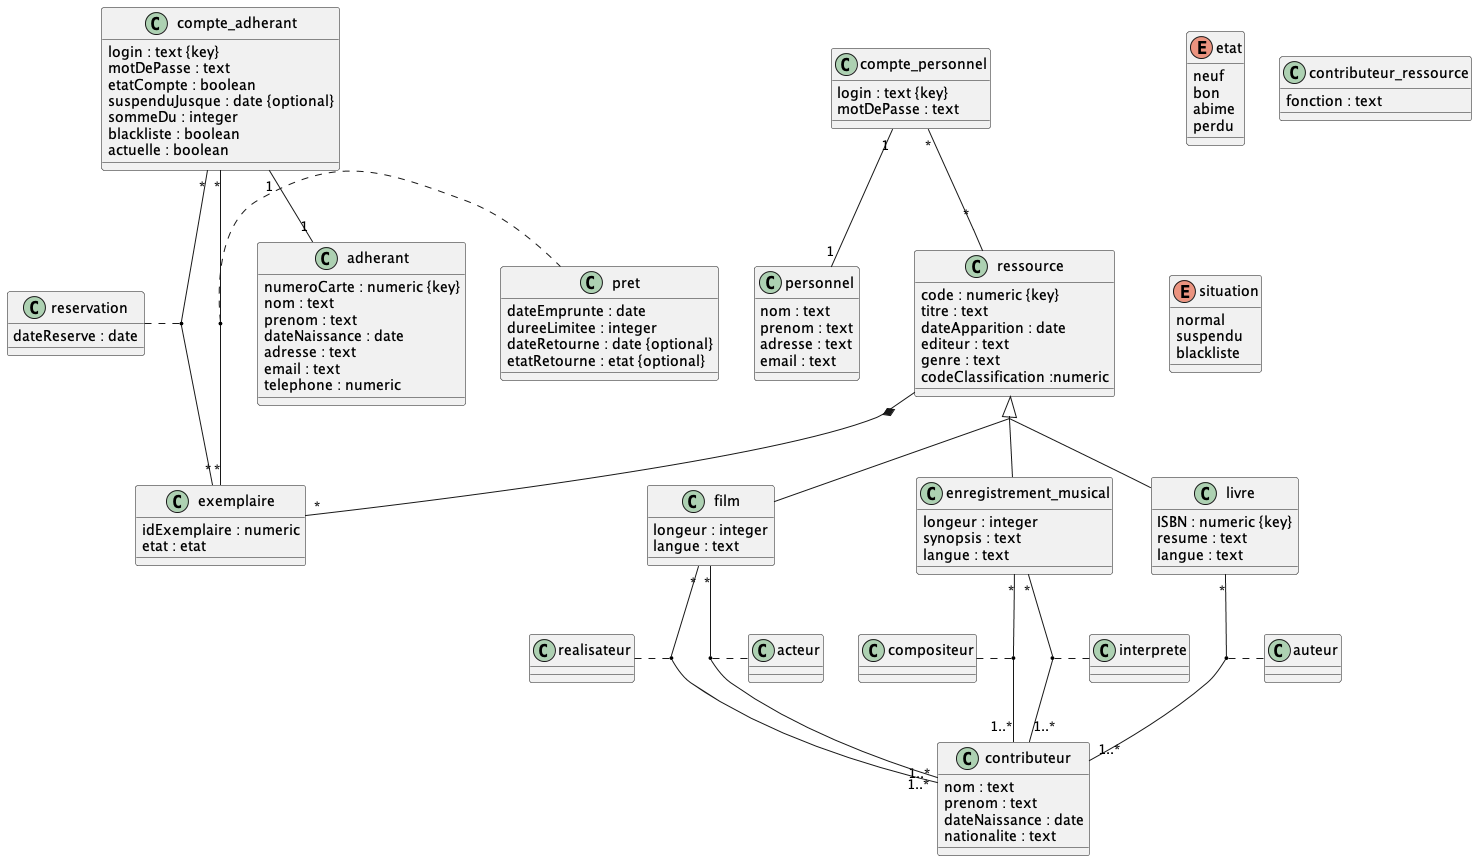 C compte_adherant
login : text {key}
motDePasse : text
etatCompte : boolean
suspenduJusque : date {optional}
sommeDu : integer
blackliste : boolean
actuelle : boolean
C compte_personnel
login : text {key}
motDePasse : text
E etat
neuf
bon
abime
perdu
C contributeur_ressource
fonction : text
* * 1
1 *
1
1
*
C adherant
numeroCarte : numeric {key}
nom : text
prenom : text
dateNaissance : date
adresse : text
email : text
telephone : numeric
C reservation
dateReserve : date
C pret
dateEmprunte : date
dureeLimitee : integer
dateRetourne : date {optional}
etatRetourne : etat {optional}
C personnel
nom : text
prenom : text
adresse : text
email : text
C ressource
code : numeric {key}
titre : text
dateApparition : date
editeur : text
genre : text
codeClassification :numeric
E situation
normal
suspendu
blackliste
* *
*
C exemplaire
idExemplaire : numeric
etat : etat
C film
longeur : integer
langue : text
C enregistrement_musical
longeur : integer
synopsis : text
langue : text
C livre
ISBN : numeric {key}
resume : text
langue : text
* * * * *
C realisateur
C acteur
C compositeur
C interprete
C auteur
1..* 1..* 1..*
1..*
1..*
C contributeur
nom : text
prenom : text
dateNaissance : date
nationalite : text